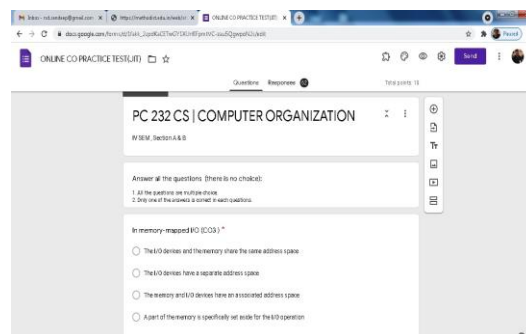 ONLINE CO PRACTICE TEST(UIT)
Send
Questions Responses
Total points: 15
PC 232 CS | COMPUTER ORGANIZATION
IV SEM, Section A & B
Answer all the questions (there is no choice):
1. All the questions are multiple choice.
2. Only one of the answers is correct in each questions.
In memory-mapped I/O (CO3) *
The I/O devices and the memory share the same address space
The I/O devices have a separate address space
The memory and I/O devices have an associated address space
A part of the memory is specifically set aside for the I/O operation